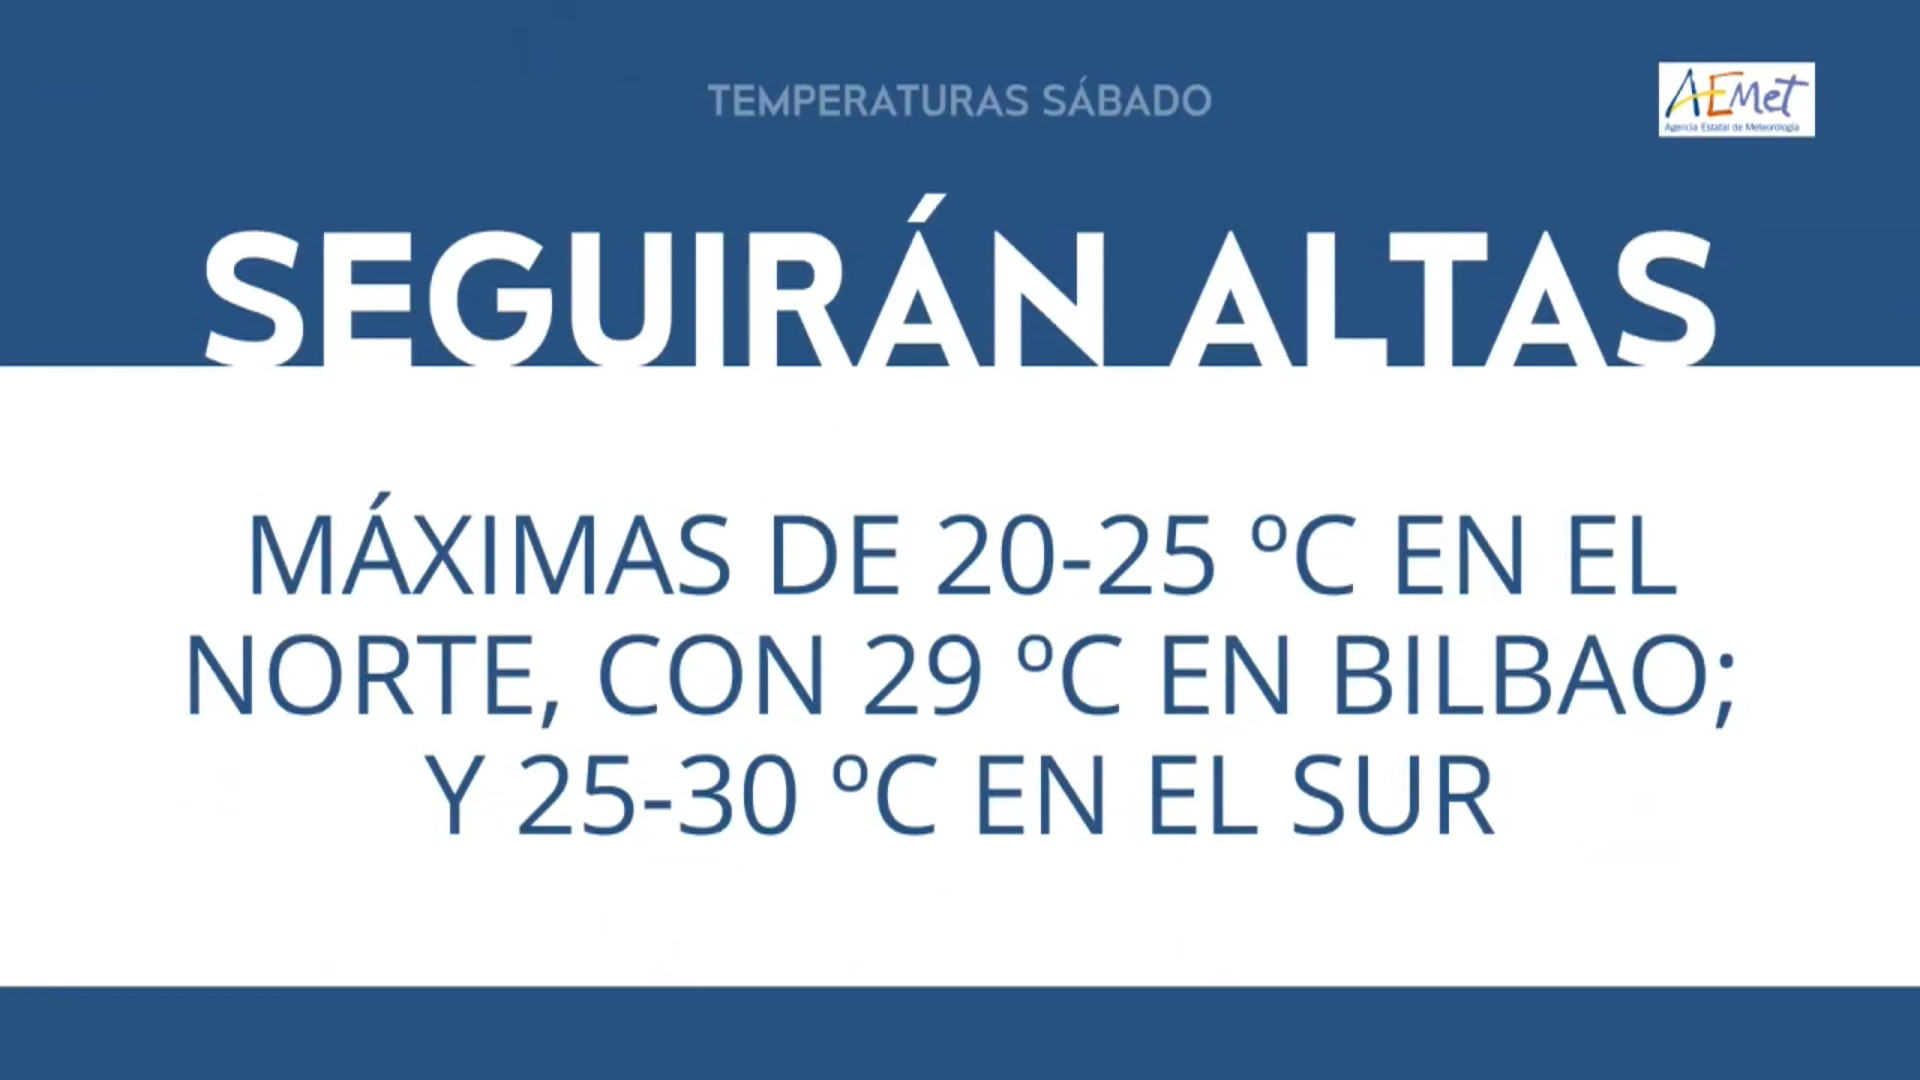 TEMPERATURAS SÁBADO
AEMet
Agencia Estatal de Meteorología
SEGUIRÁN ALTAS
MÁXIMAS DE 20-25 ºC EN EL
NORTE, CON 29 ºC EN BILBAO;
Y 25-30 ºC EN EL SUR